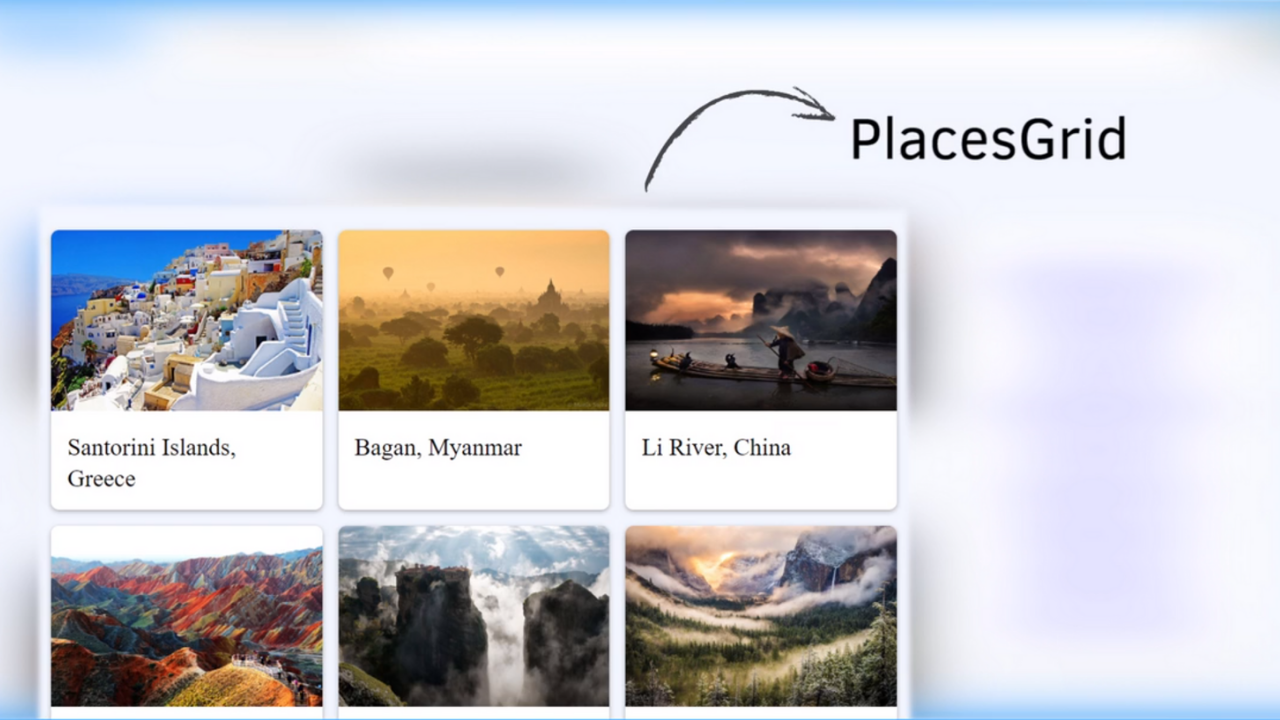 PlacesGrid
Santorini Islands,
Greece
Bagan, Myanmar
Li River, China